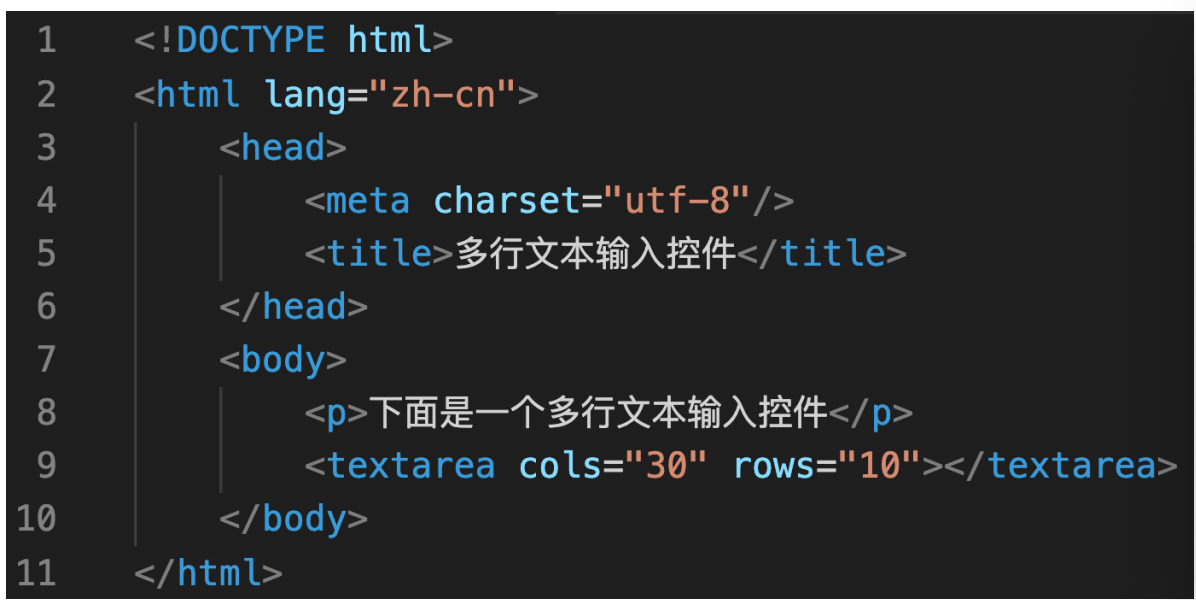 1 <!DOCTYPE html>
2 <html lang="zh-cn">
3 <head>
4 <meta charset="utf-8"/>
5 <title>多行文本输入控件</title>
6 </head>
7 <body>
8 <p>下面是一个多行文本输入控件</p>
9 <textarea cols="30" rows="10"></textarea>
10 </body>
11 </html>